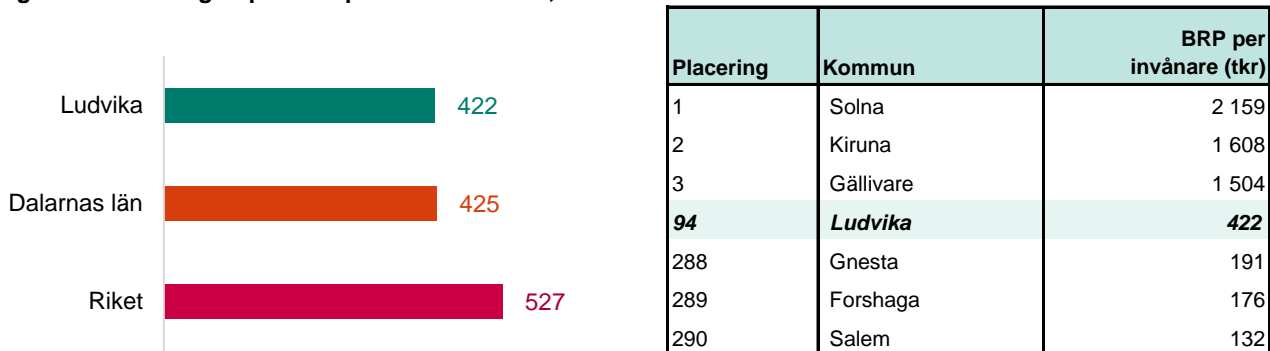 Ludvika 422
Dalarnas län 425
Riket 527
Placering Kommun BRP per invånare (tkr)
1 Solna 2 159
2 Kiruna 1 608
3 Gällivare 1 504
94 Ludvika 422
288 Gnesta 191
289 Forshaga 176
290 Salem 132